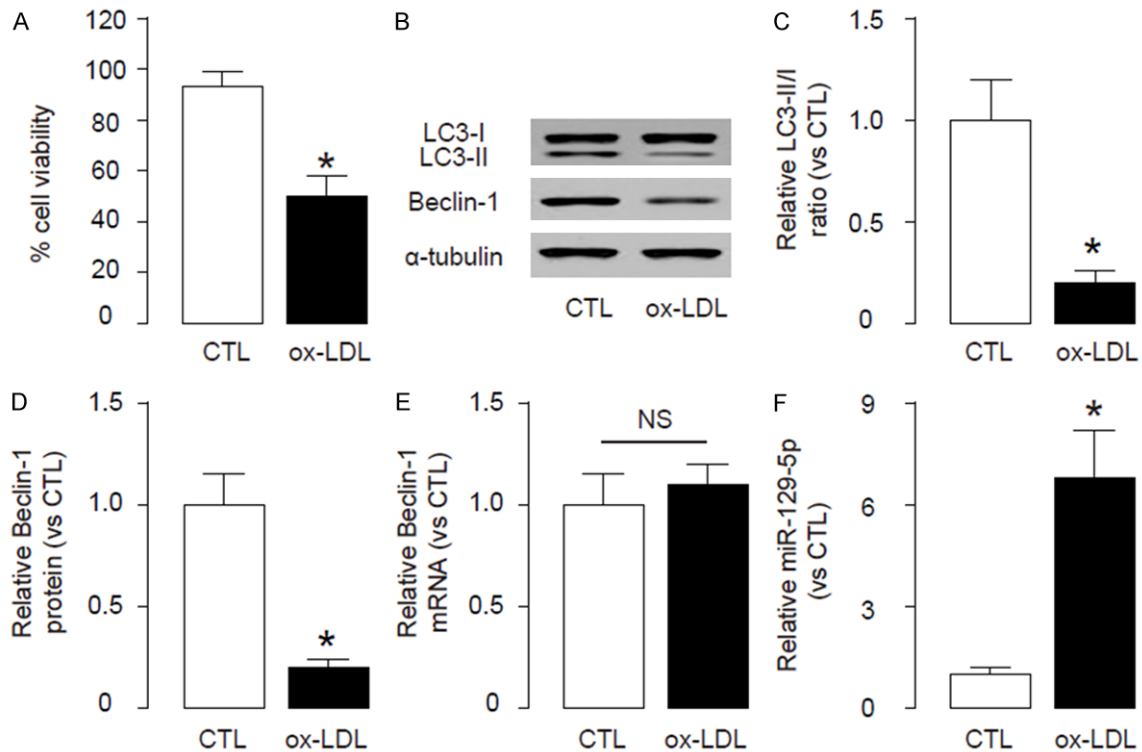 A
% cell viability
120
100
80
60
40
20
0
*
CTL
ox-LDL
B
LC3-I
LC3-II
Beclin-1
α-tubulin
CTL
ox-LDL
C
Relative LC3-II/I
ratio (vs CTL)
1.5
1.0
0.5
0
*
CTL
ox-LDL
D
Relative Beclin-1
protein (vs CTL)
1.5
1.0
0.5
0
*
CTL
ox-LDL
E
Relative Beclin-1
mRNA (vs CTL)
1.5
1.0
0.5
0
NS
CTL
ox-LDL
F
Relative miR-129-5p
(vs CTL)
9
6
3
0
*
CTL
ox-LDL